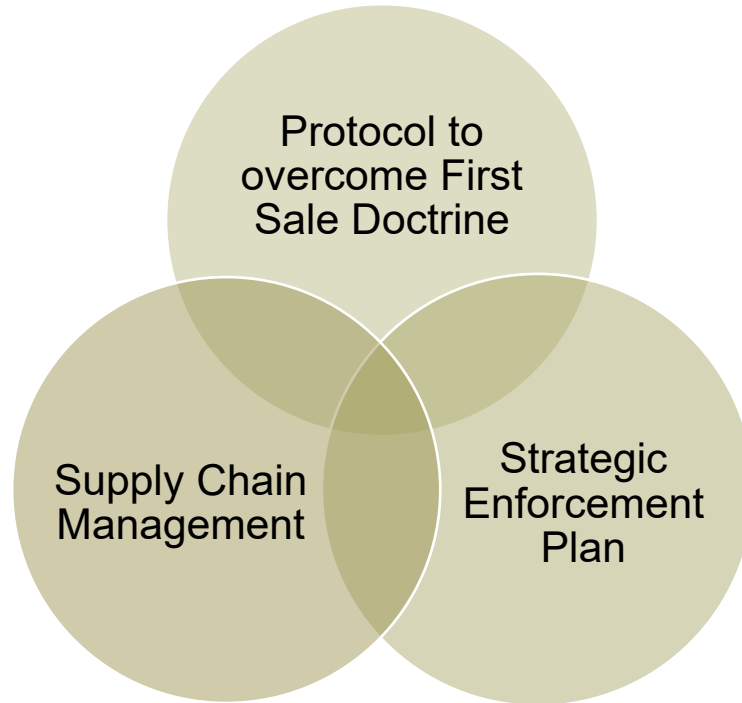 Protocol to
overcome First
Sale Doctrine
Supply Chain
Management
Strategic
Enforcement
Plan